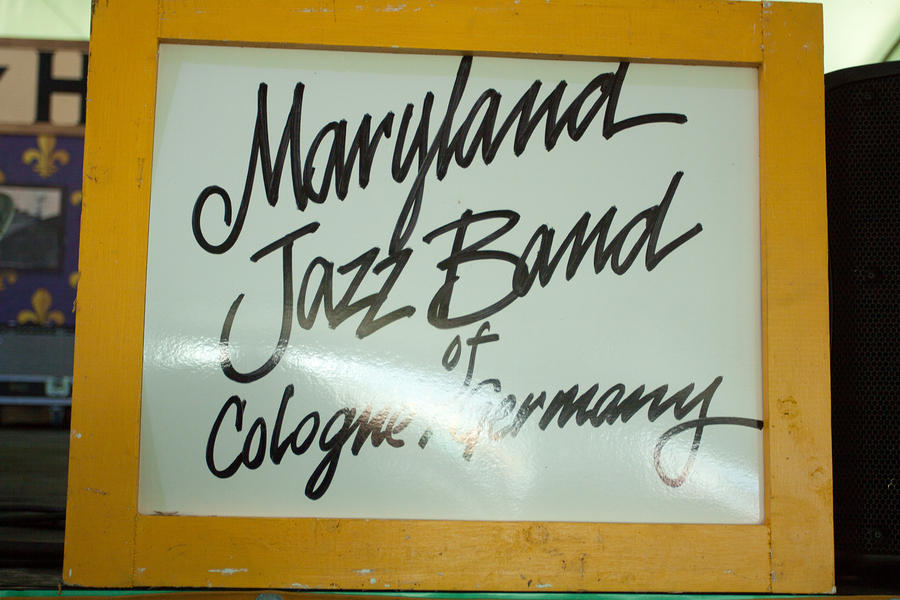 H
Maryland
Jazz Band
of
Cologne, Germany